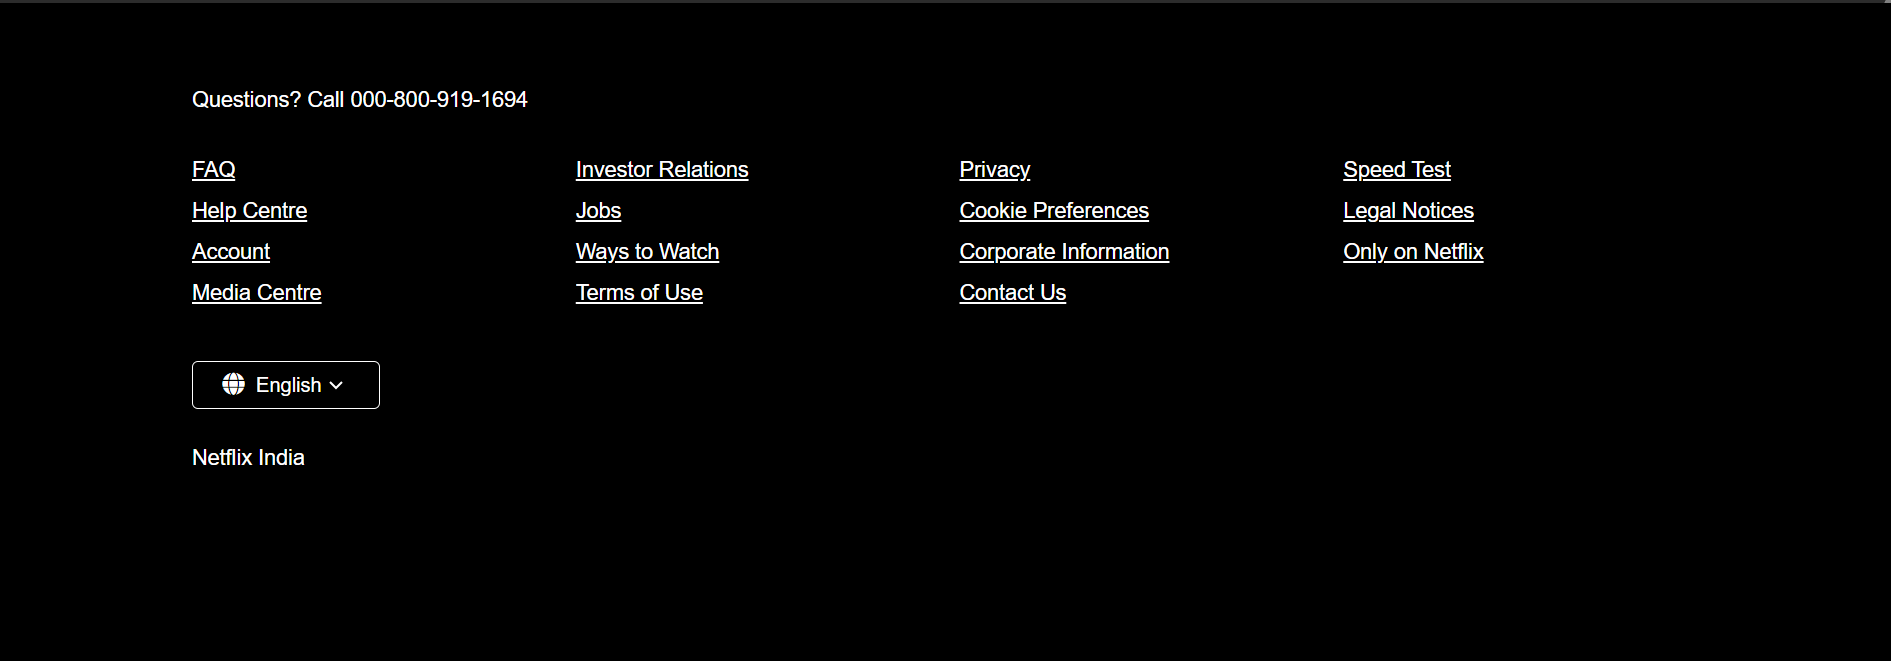 Questions? Call 000-800-919-1694
FAQ
Help Centre
Account
Media Centre
Investor Relations
Jobs
Ways to Watch
Terms of Use
Privacy
Cookie Preferences
Corporate Information
Contact Us
Speed Test
Legal Notices
Only on Netflix
English
Netflix India